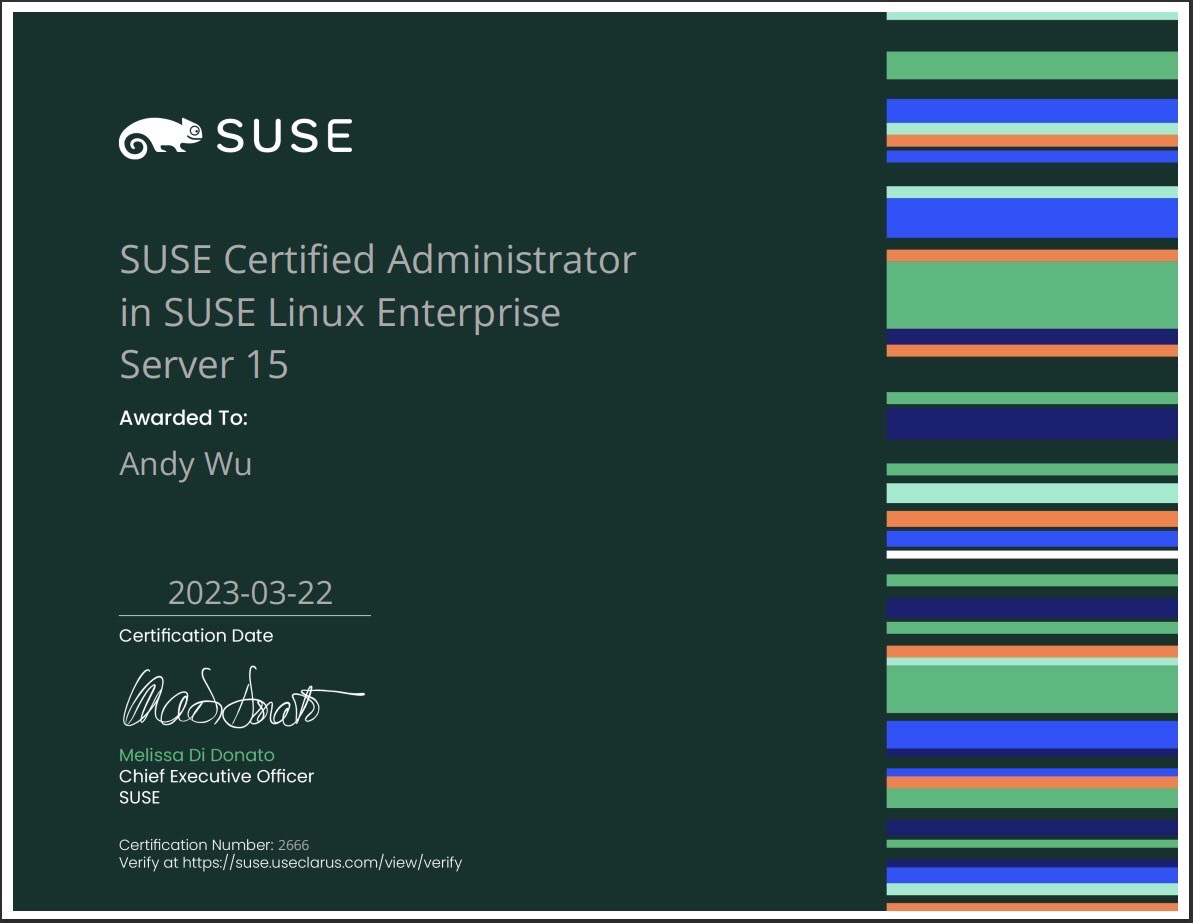 SUSE
SUSE Certified Administrator
in SUSE Linux Enterprise
Server 15
Awarded To:
Andy Wu
2023-03-22
Certification Date
Melissa Di Donato
Chief Executive Officer
SUSE
Certification Number: 2666
Verify at https://suse.useclarus.com/view/verify